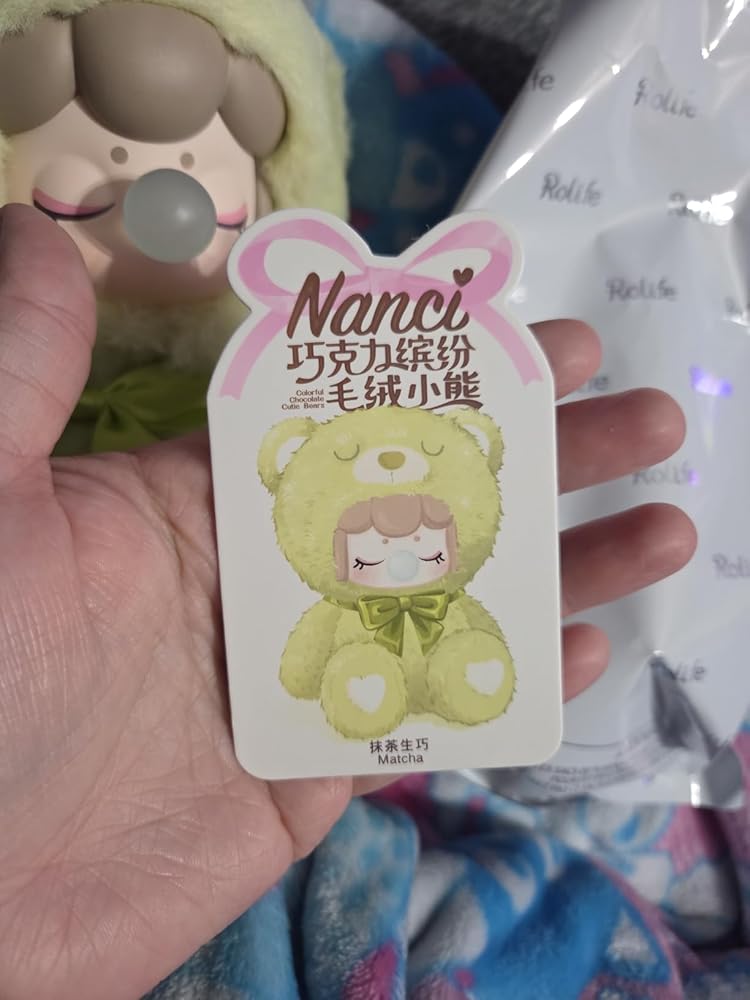 Nanci
巧克力缤纷
Colorful
Chocolate
Cutie Bears
毛绒小熊
抹茶生巧
Matcha
Rolife
Rolife
Rolife
Rolife